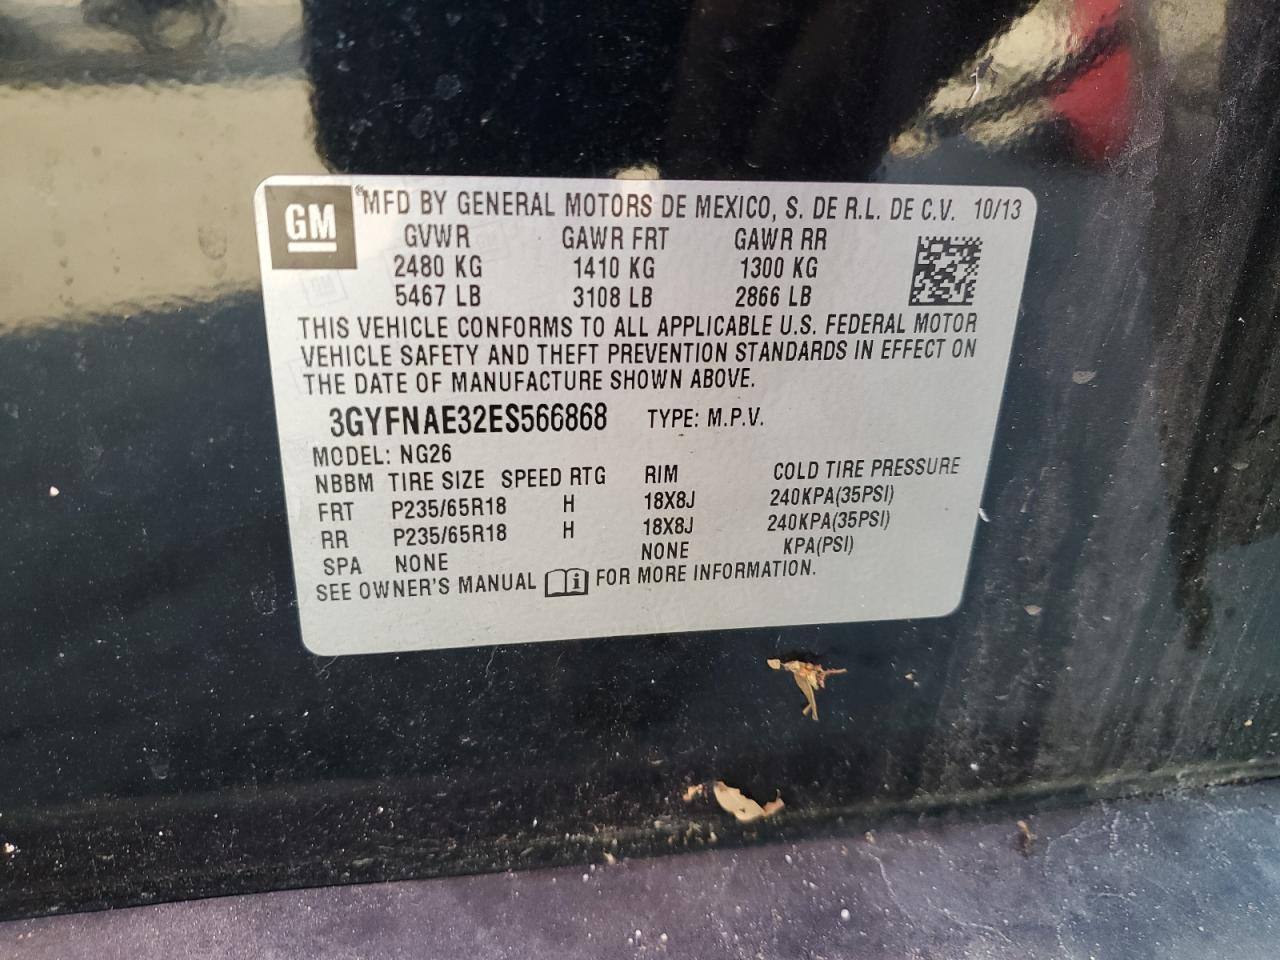 GM ® MFD BY GENERAL MOTORS DE MEXICO, S. DE R.L. DE C.V. 10/13
GVWR GAWR FRT GAWR RR
2480 KG 1410 KG 1300 KG
5467 LB 3108 LB 2866 LB
THIS VEHICLE CONFORMS TO ALL APPLICABLE U.S. FEDERAL MOTOR
VEHICLE SAFETY AND THEFT PREVENTION STANDARDS IN EFFECT ON
THE DATE OF MANUFACTURE SHOWN ABOVE.
3GYFNAE32ES566868 TYPE: M.P.V.
MODEL: NG26
NBBM TIRE SIZE SPEED RTG RIM COLD TIRE PRESSURE
FRT P235/65R18 H 18X8J 240KPA(35PSI)
RR P235/65R18 H 18X8J 240KPA(35PSI)
SPA NONE NONE KPA(PSI)
SEE OWNER'S MANUAL FOR MORE INFORMATION.